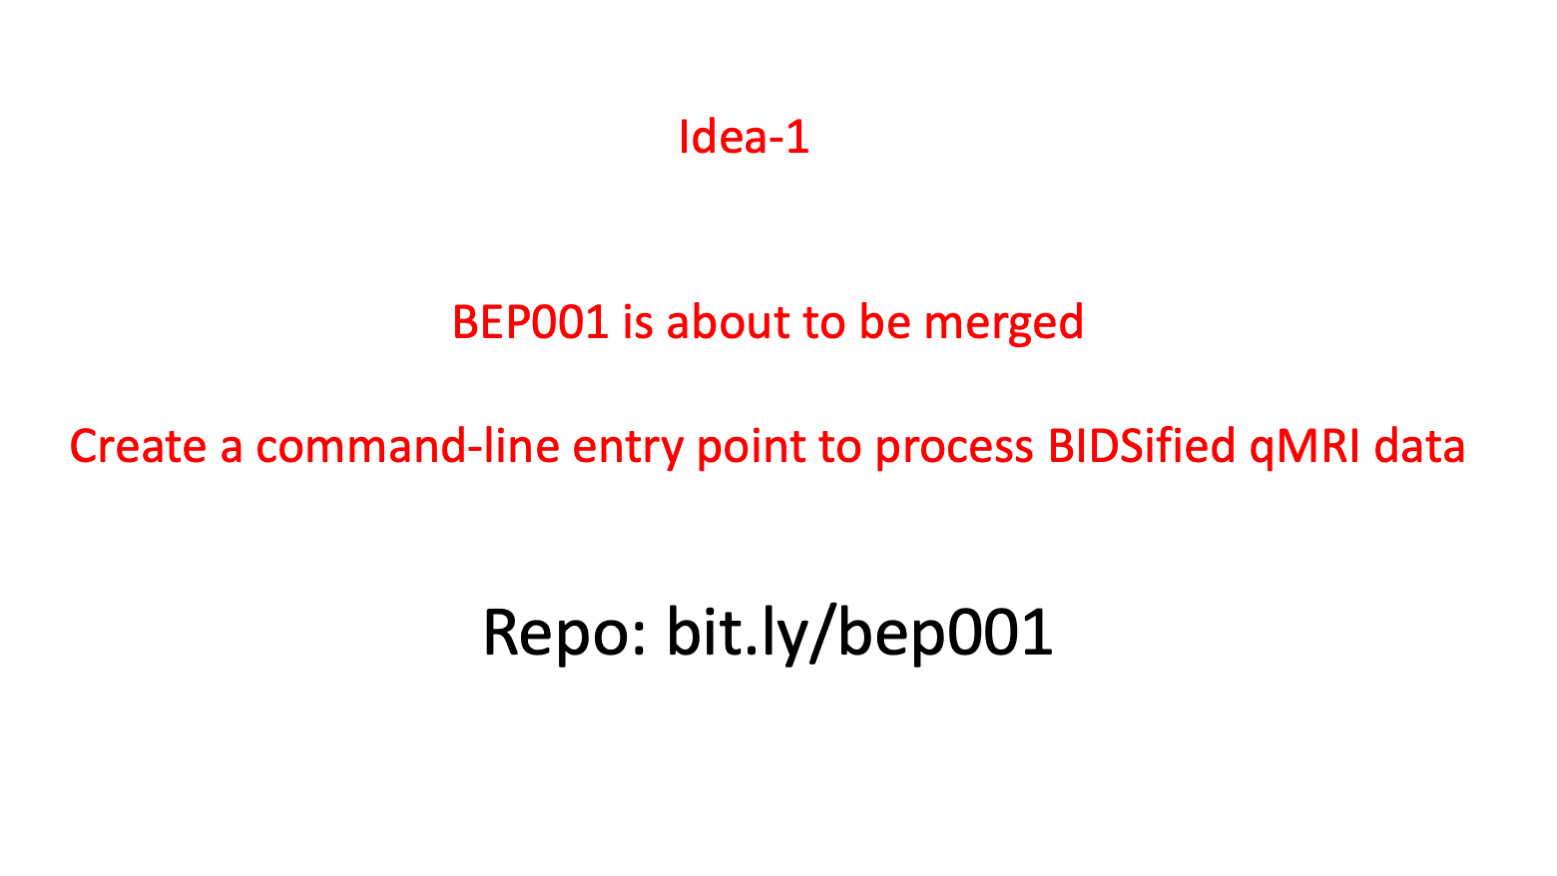 Idea-1
BEP001 is about to be merged
Create a command-line entry point to process BIDSified qMRI data
Repo: bit.ly/bep001